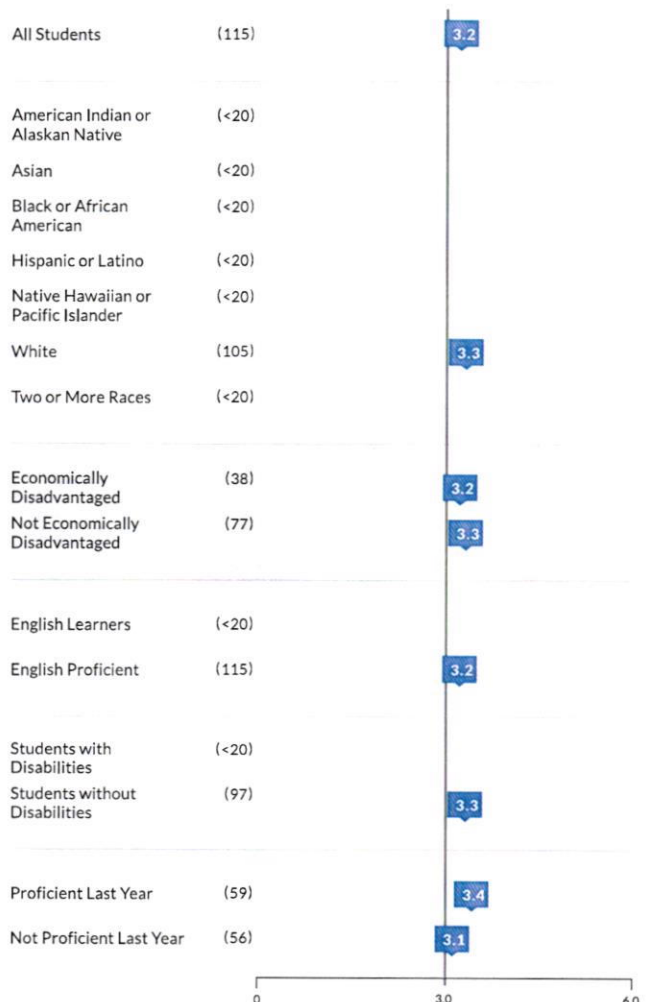 All Students (115) 3.2
American Indian or (<20)
Alaskan Native
Asian (<20)
Black or African (<20)
American
Hispanic or Latino (<20)
Native Hawaiian or (<20)
Pacific Islander
White (105) 3.3
Two or More Races (<20)
Economically (38) 3.2
Disadvantaged
Not Economically (77) 3.3
Disadvantaged
English Learners (<20)
English Proficient (115) 3.2
Students with (<20)
Disabilities
Students without (97) 3.3
Disabilities
Proficient Last Year (59) 3.4
Not Proficient Last Year (56) 3.1
0 3.0 6.0